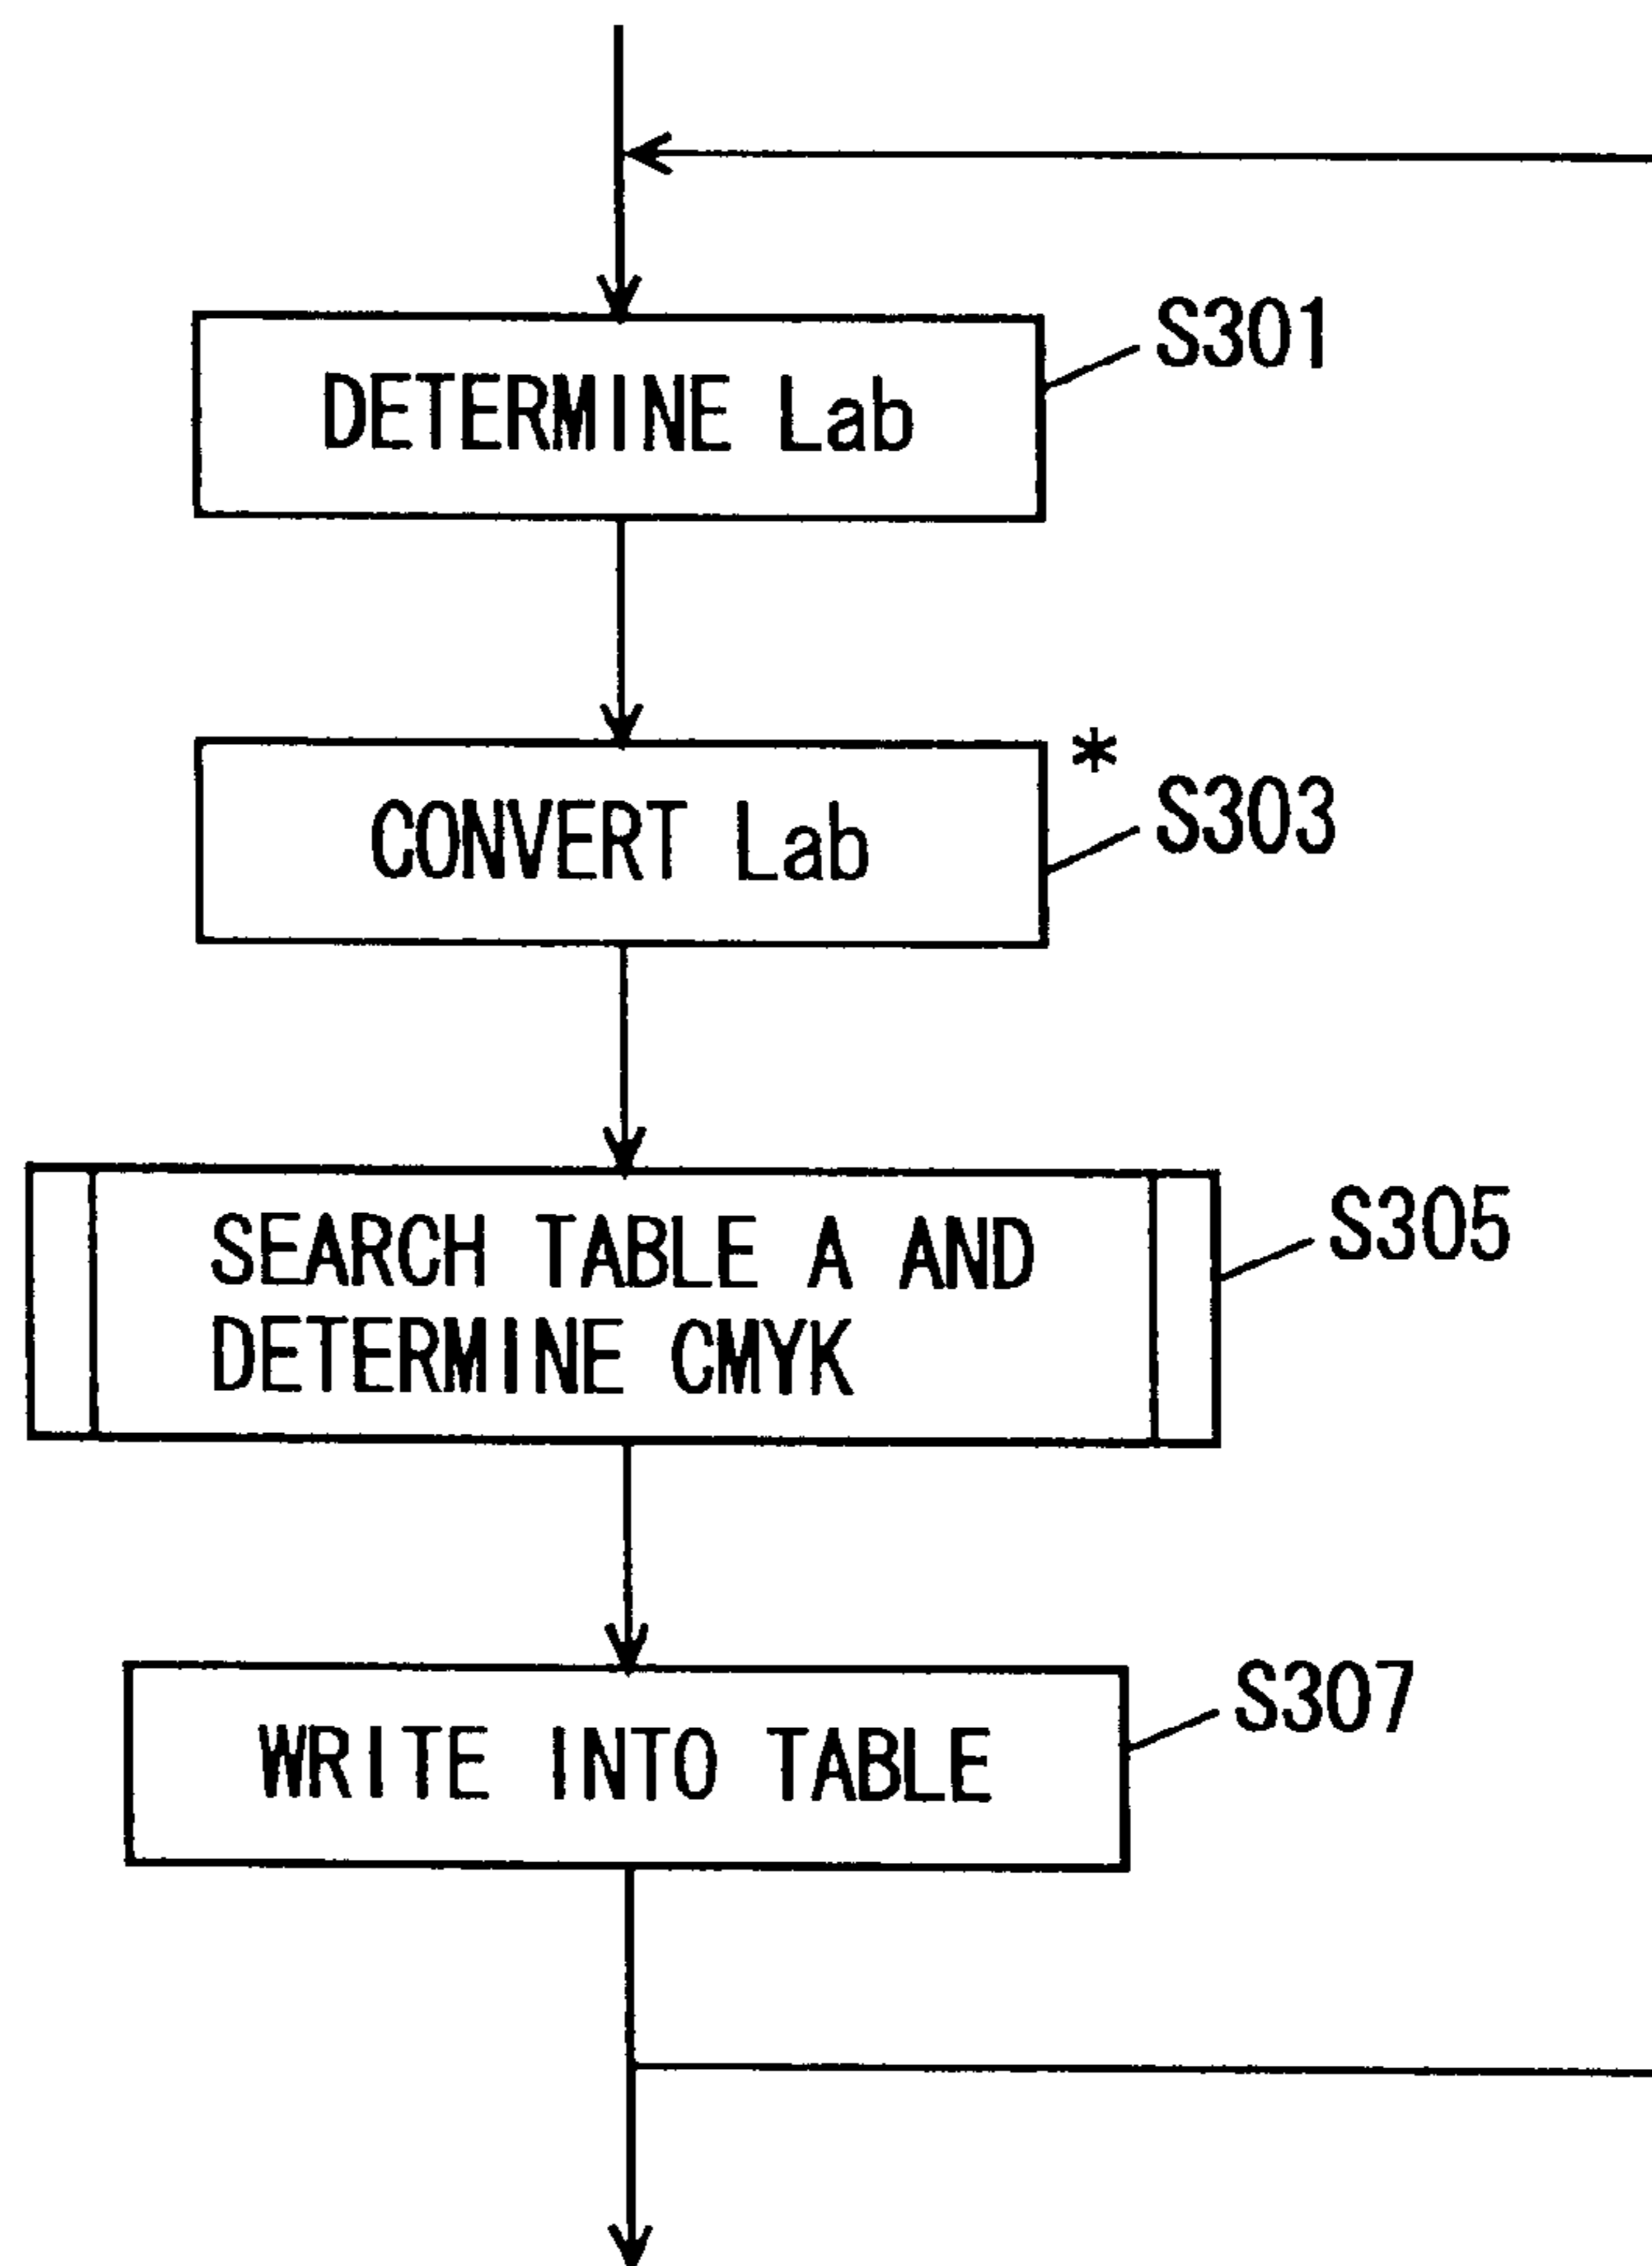 S301
DETERMINE Lab
*
S303
CONVERT Lab
S305
SEARCH TABLE A AND
DETERMINE CMYK
S307
WRITE INTO TABLE